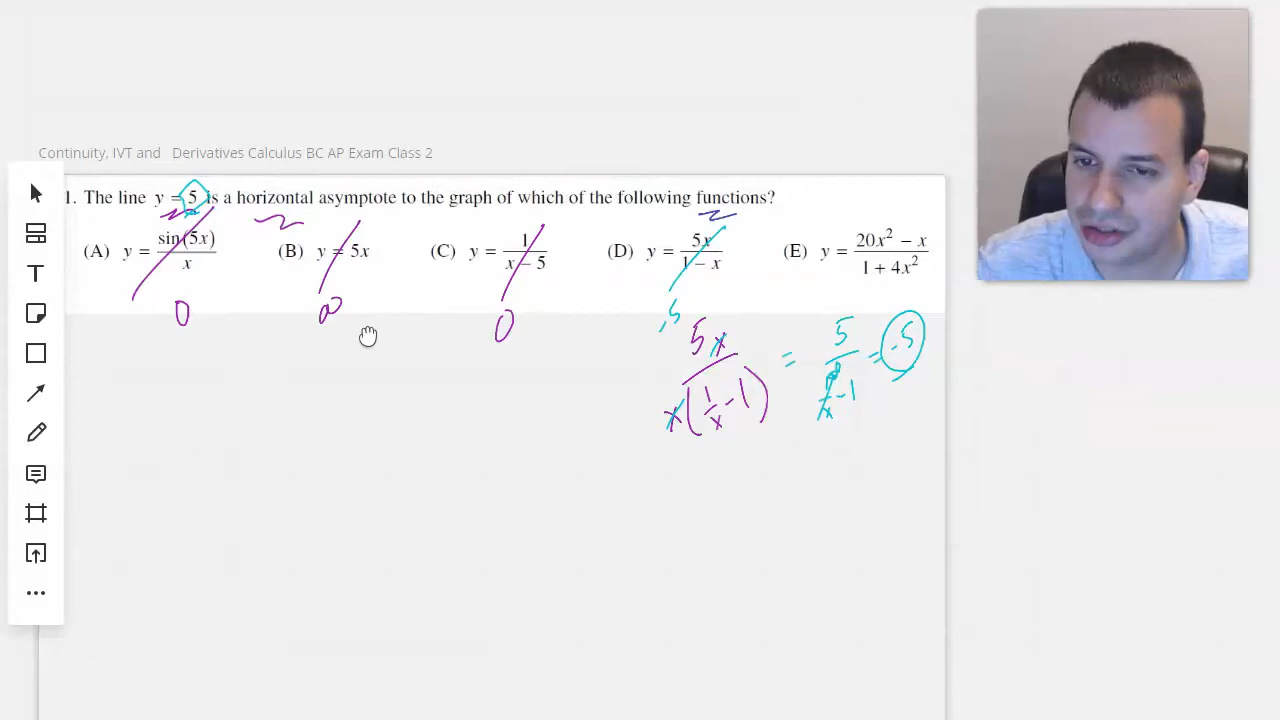 Continuity, IVT and Derivatives Calculus BC AP Exam Class 2
1. The line y = 5 is a horizontal asymptote to the graph of which of the following functions?
(A) y = sin(5x) / x (B) y = 5x (C) y = 1 / (x − 5) (D) y = 5x / (1 − x) (E) y = (20x² − x) / (1 + 4x²)
0 ∞ 0 -5
5x / x(1/x - 1) = 5 / (1/x - 1) = -5
T